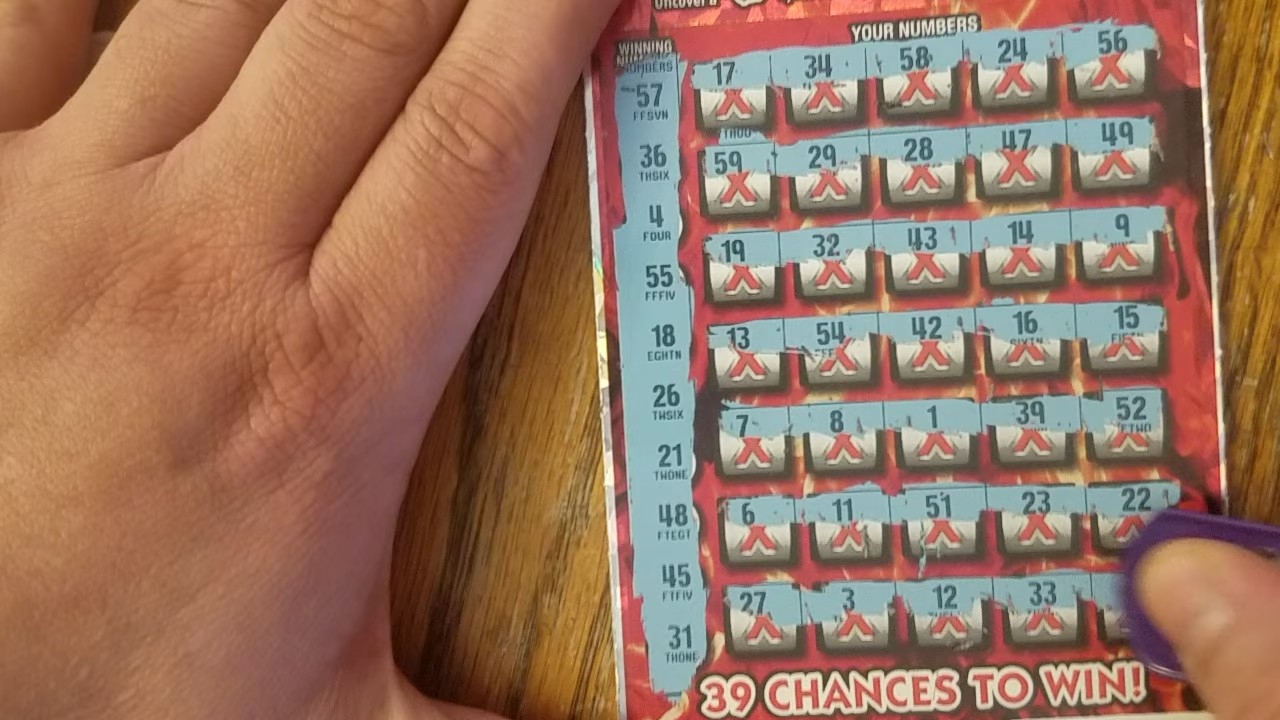 Uncover a
YOUR NUMBERS
WINNING
NUMBERS
17 34 58 24 56
57
FFSVN
THOU
59 29 28 47 49
36
THSIX
4
FOUR
19 32 43 14 9
55
FFFIV
18
EGHTN
13 54 42 16 15
26
TWSIX
7 8 1 39 52
21
TWONE
48
FTEGT
6 11 51 23 22
45
FTFIV
27 3 12 33
31
THONE
39 CHANCES TO WIN!